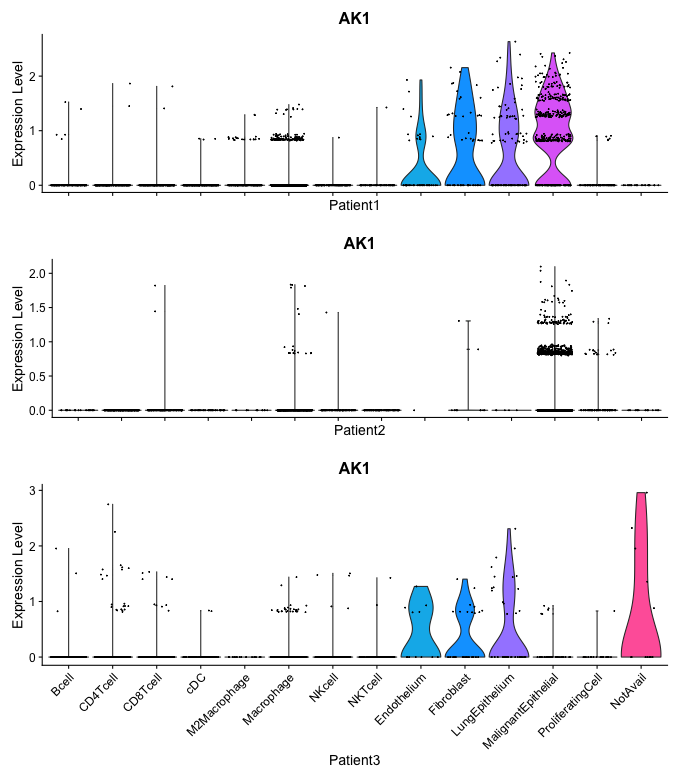 AK1
Expression Level
2
1
0
Patient1
AK1
Expression Level
2.0
1.5
1.0
0.5
0.0
Patient2
AK1
Expression Level
3
2
1
0
Bcell
CD4Tcell
CD8Tcell
cDC
M2Macrophage
Macrophage
NKcell
NKTcell
Endothelium
Fibroblast
LungEpithelium
MalignantEpithelial
ProliferatingCell
NotAvail
Patient3